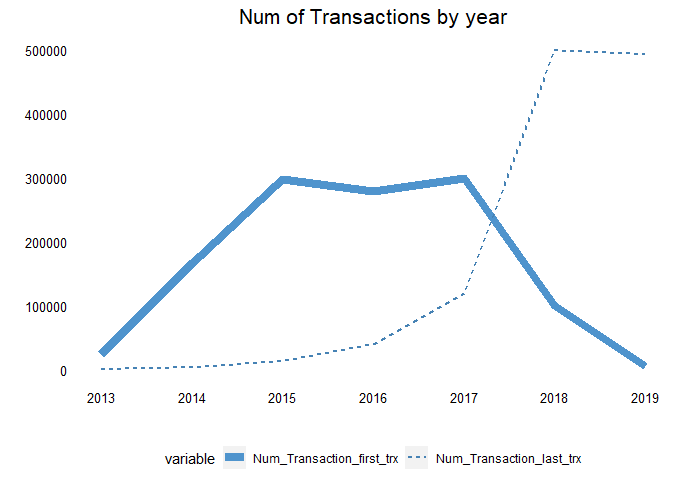 Num of Transactions by year
500000
400000
300000
200000
100000
0
2013 2014 2015 2016 2017 2018 2019
variable Num_Transaction_first_trx Num_Transaction_last_trx